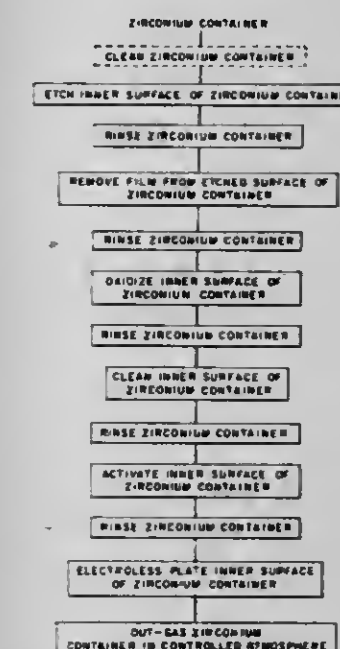 ZIRCONIUM CONTAINER
CLEAN ZIRCONIUM CONTAINER
ETCH INNER SURFACE OF ZIRCONIUM CONTAINE
RINSE ZIRCONIUM CONTAINER
REMOVE FILM FROM ETCHED SURFACE OF
ZIRCONIUM CONTAINER
RINSE ZIRCONIUM CONTAINER
OXIDIZE INNER SURFACE OF
ZIRCONIUM CONTAINER
RINSE ZIRCONIUM CONTAINER
CLEAN INNER SURFACE OF
ZIRCONIUM CONTAINER
RINSE ZIRCONIUM CONTAINER
ACTIVATE INNER SURFACE OF
ZIRCONIUM CONTAINER
RINSE ZIRCONIUM CONTAINER
ELECTROLESS PLATE INNER SURFACE
OF ZIRCONIUM CONTAINER
OUT-GAS ZIRCONIUM
CONTAINER IN CONTROLLED ATMOSPHERE